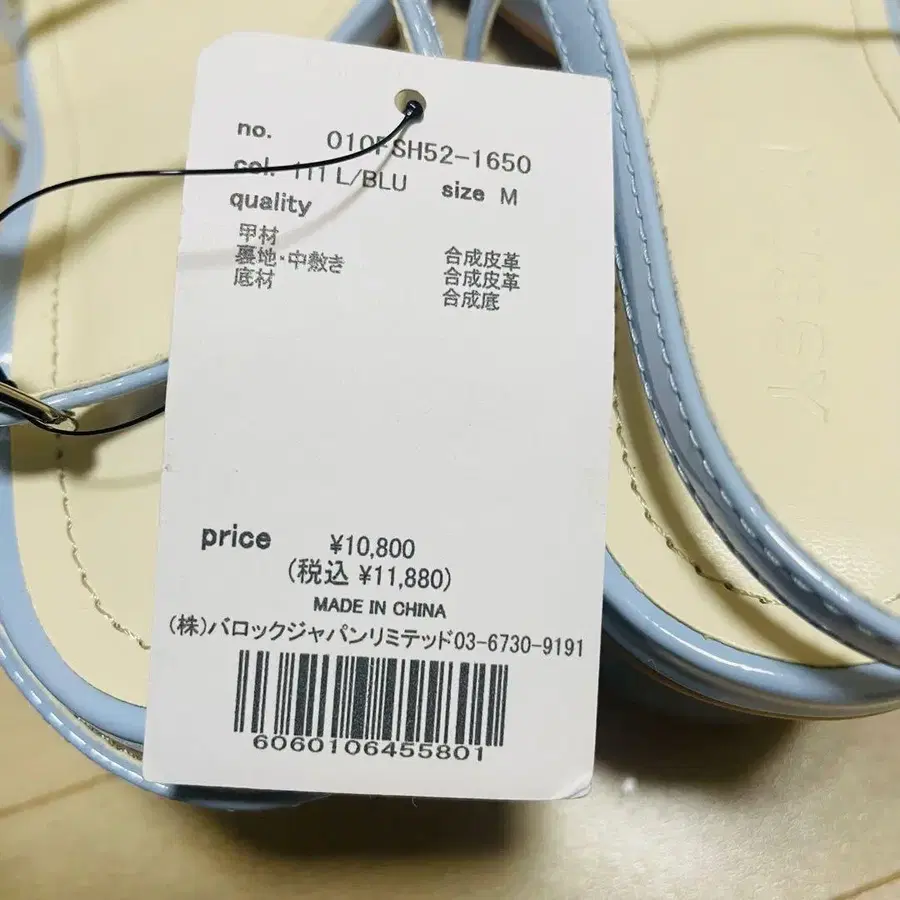 no. 010FSH52-1650
col. 111 L/BLU size M
quality
甲材 合成皮革
裏地・中敷き 合成皮革
底材 合成底
price ¥10,800
(税込 ¥11,880)
MADE IN CHINA
(株)バロックジャパンリミテッド03-6730-9191
6060106455801